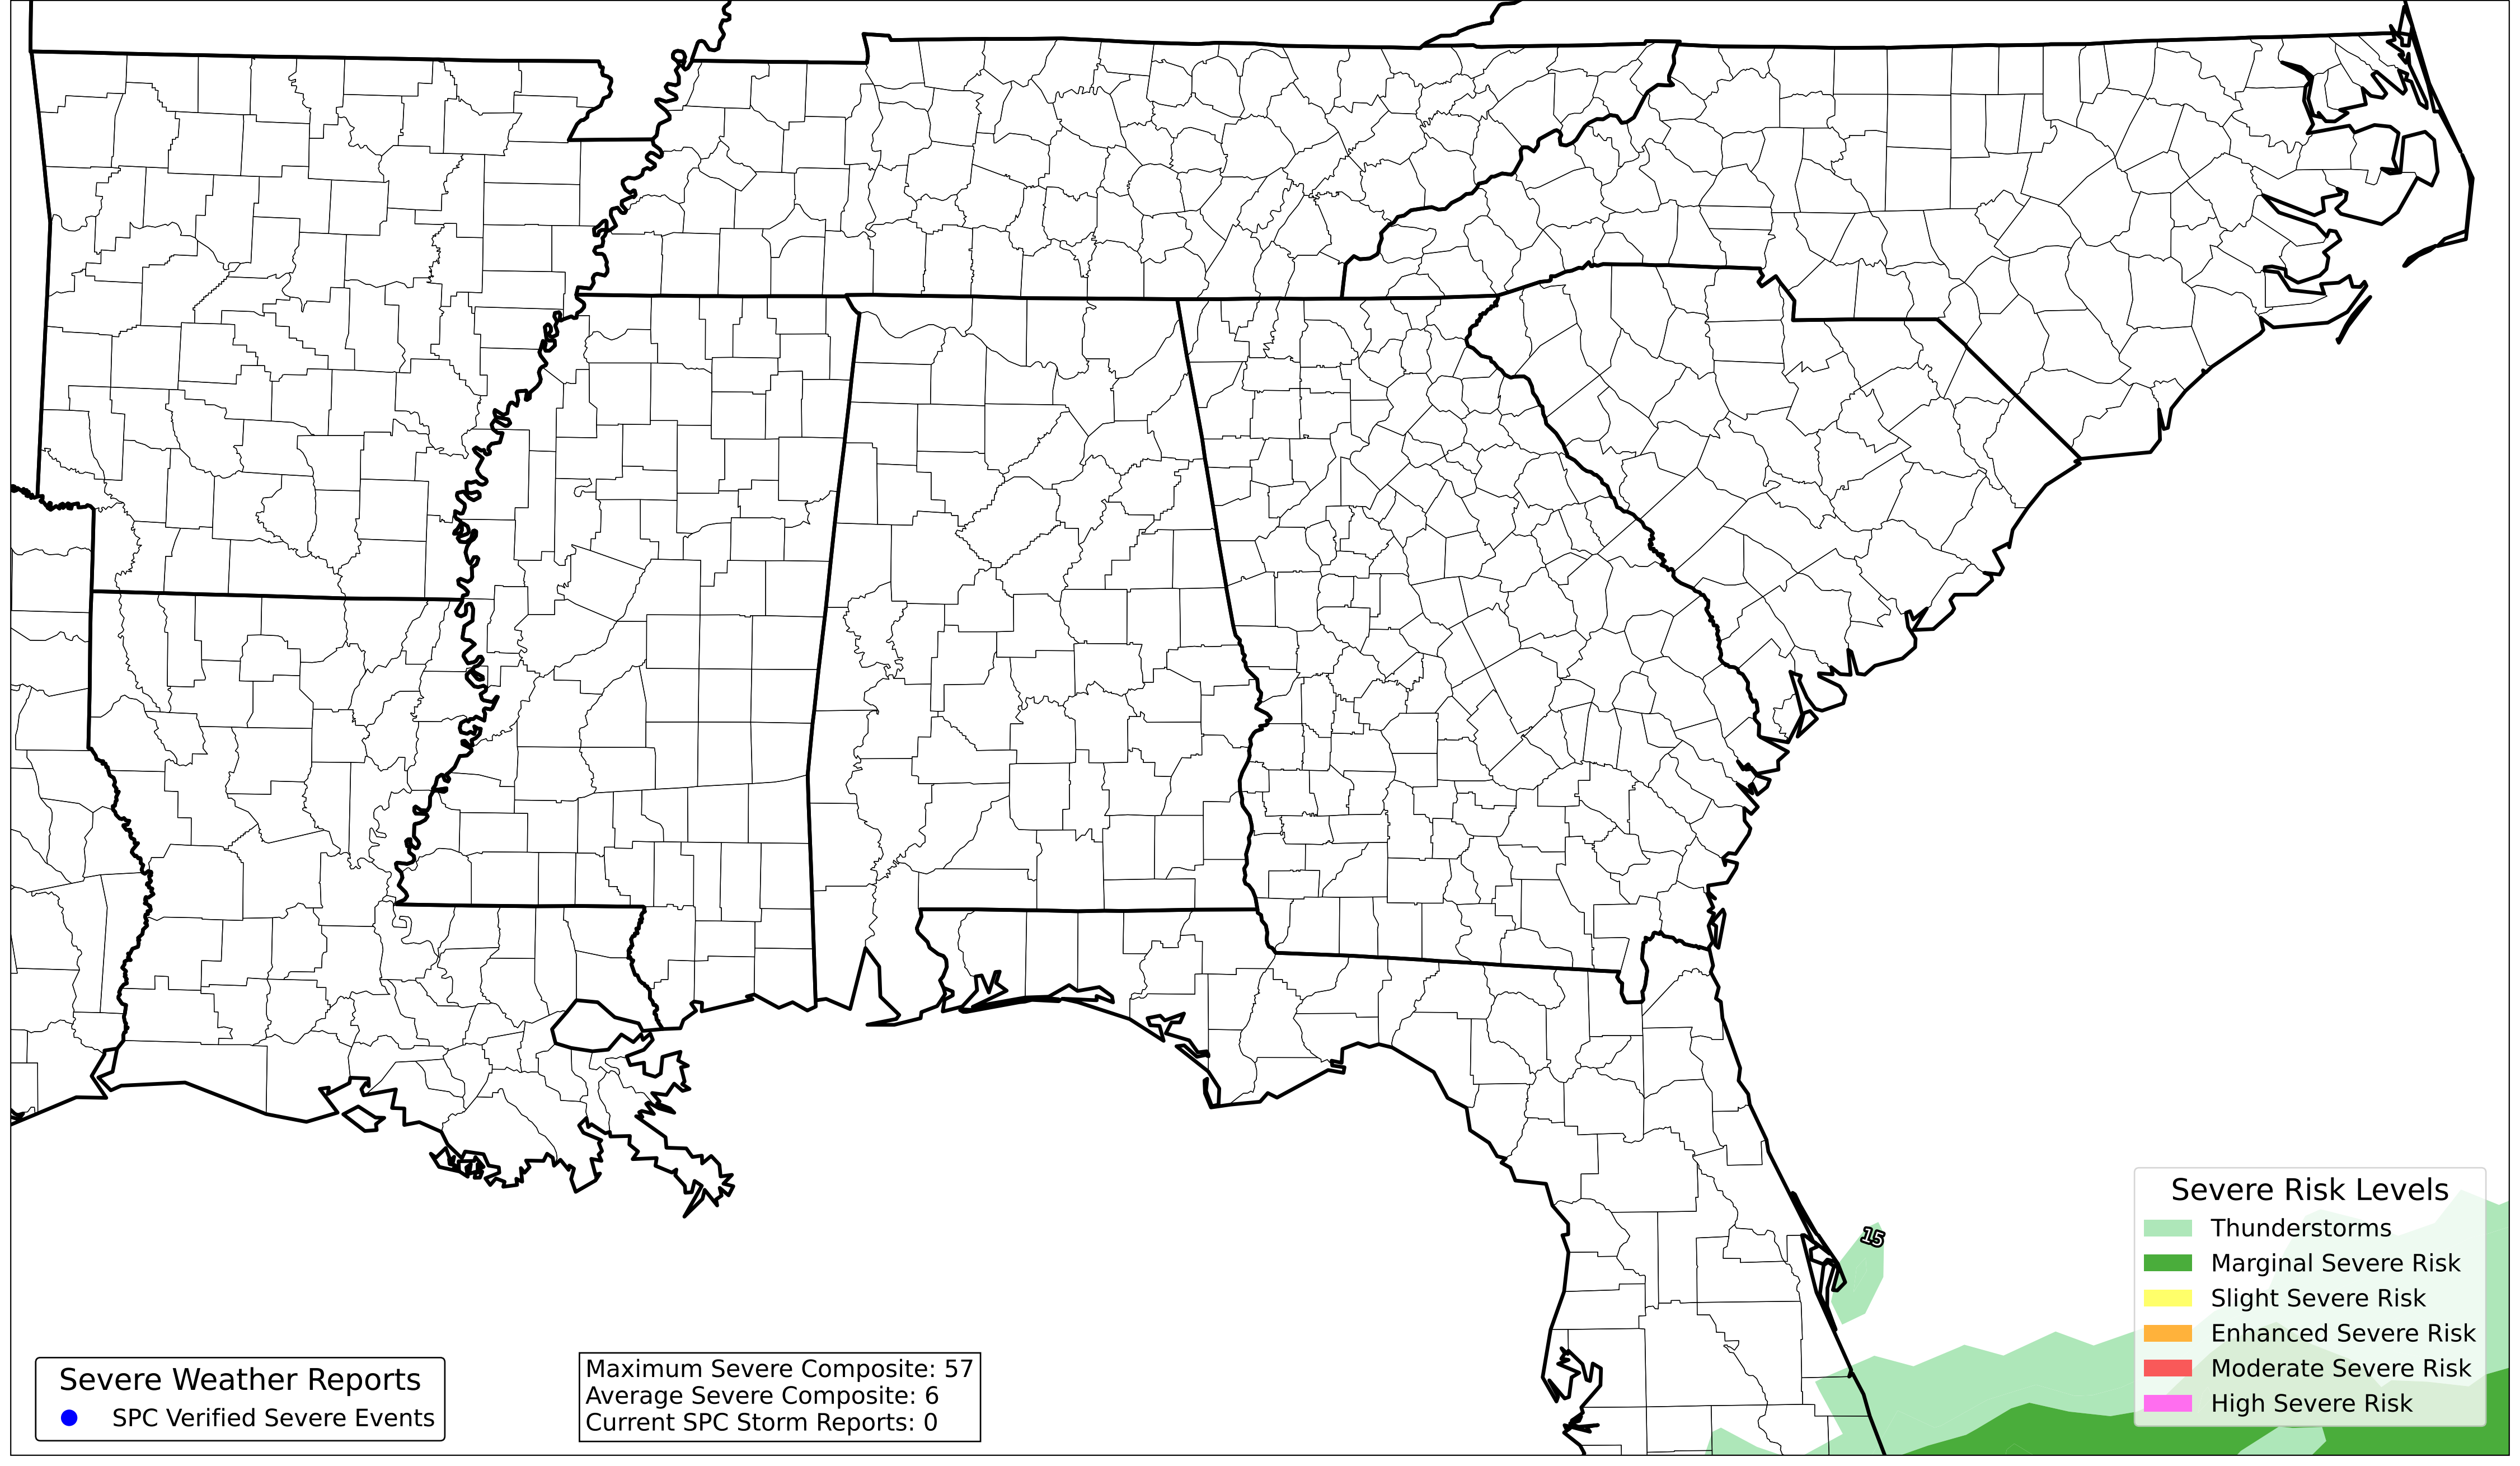 15
Severe Risk Levels
Thunderstorms
Marginal Severe Risk
Slight Severe Risk
Enhanced Severe Risk
Moderate Severe Risk
High Severe Risk
Severe Weather Reports
SPC Verified Severe Events
Maximum Severe Composite: 57
Average Severe Composite: 6
Current SPC Storm Reports: 0